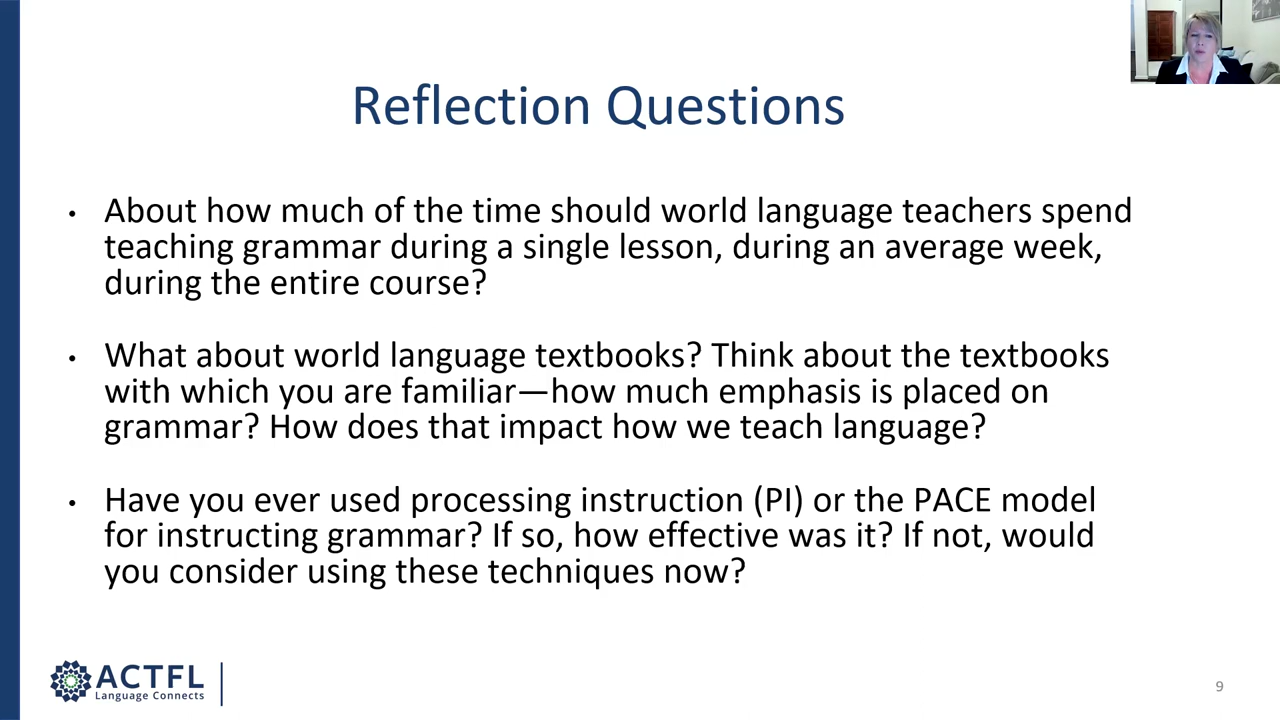 Reflection Questions
• About how much of the time should world language teachers spend
teaching grammar during a single lesson, during an average week,
during the entire course?
• What about world language textbooks? Think about the textbooks
with which you are familiar—how much emphasis is placed on
grammar? How does that impact how we teach language?
• Have you ever used processing instruction (PI) or the PACE model
for instructing grammar? If so, how effective was it? If not, would
you consider using these techniques now?
ACTFL
Language Connects
9